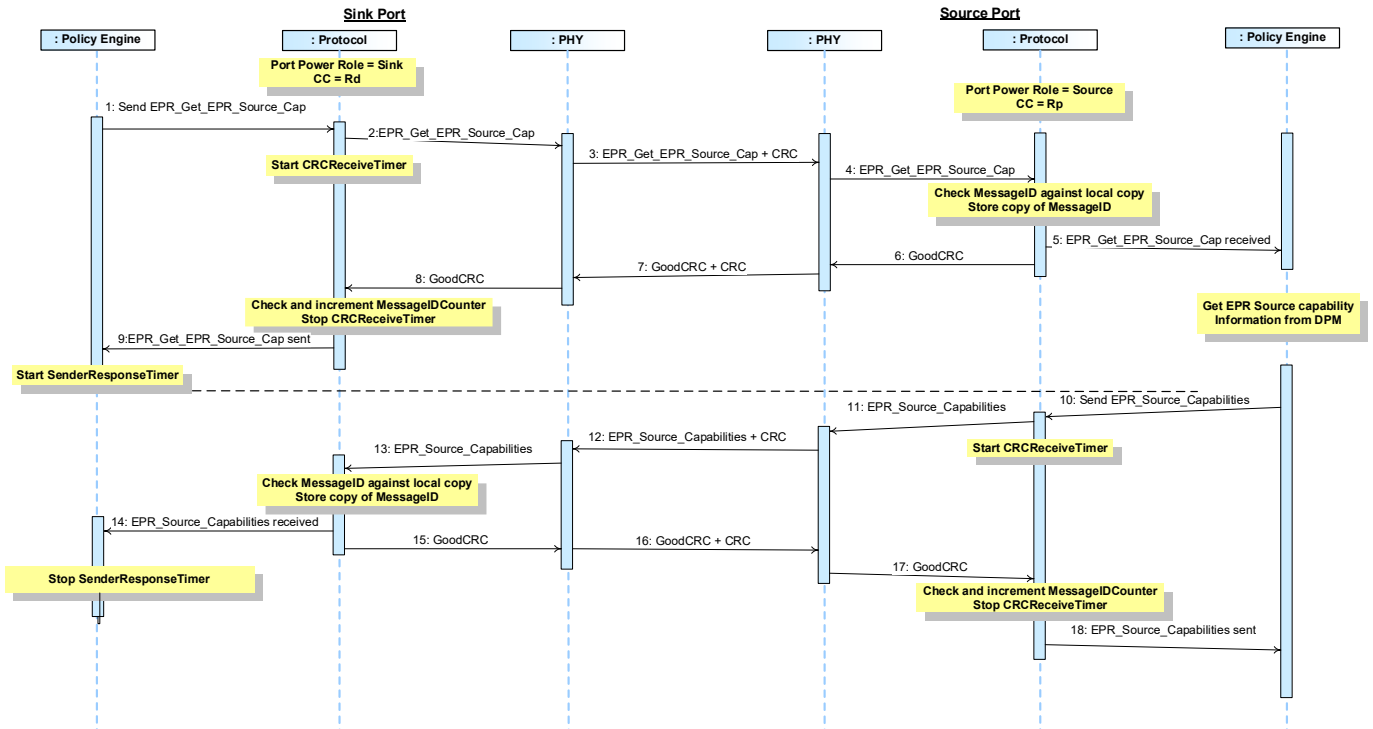 Sink Port
Source Port
: Policy Engine
: Protocol
: PHY
: PHY
: Protocol
: Policy Engine
Port Power Role = Sink
CC = Rd
Port Power Role = Source
CC = Rp
1: Send EPR_Get_EPR_Source_Cap
2:EPR_Get_EPR_Source_Cap
Start CRCReceiveTimer
3: EPR_Get_EPR_Source_Cap + CRC
4: EPR_Get_EPR_Source_Cap
Check MessageID against local copy
Store copy of MessageID
5: EPR_Get_EPR_Source_Cap received
6: GoodCRC
7: GoodCRC + CRC
8: GoodCRC
Check and increment MessageIDCounter
Stop CRCReceiveTimer
Get EPR Source capability
Information from DPM
9:EPR_Get_EPR_Source_Cap sent
Start SenderResponseTimer
10: Send EPR_Source_Capabilities
11: EPR_Source_Capabilities
Start CRCReceiveTimer
12: EPR_Source_Capabilities + CRC
13: EPR_Source_Capabilities
Check MessageID against local copy
Store copy of MessageID
14: EPR_Source_Capabilities received
15: GoodCRC
16: GoodCRC + CRC
17: GoodCRC
Stop SenderResponseTimer
Check and increment MessageIDCounter
Stop CRCReceiveTimer
18: EPR_Source_Capabilities sent